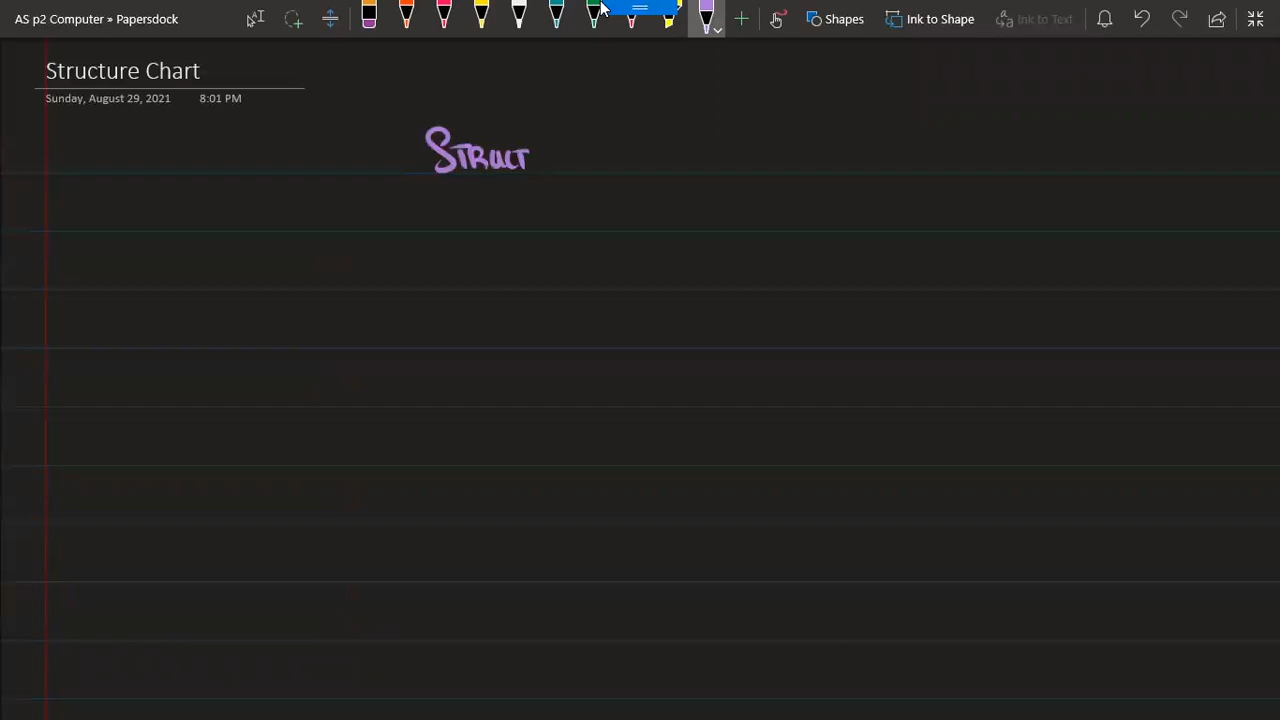 AS p2 Computer » Papersdock
Shapes
Ink to Shape
Ink to Text
Structure Chart
Sunday, August 29, 2021 8:01 PM
STRUCT